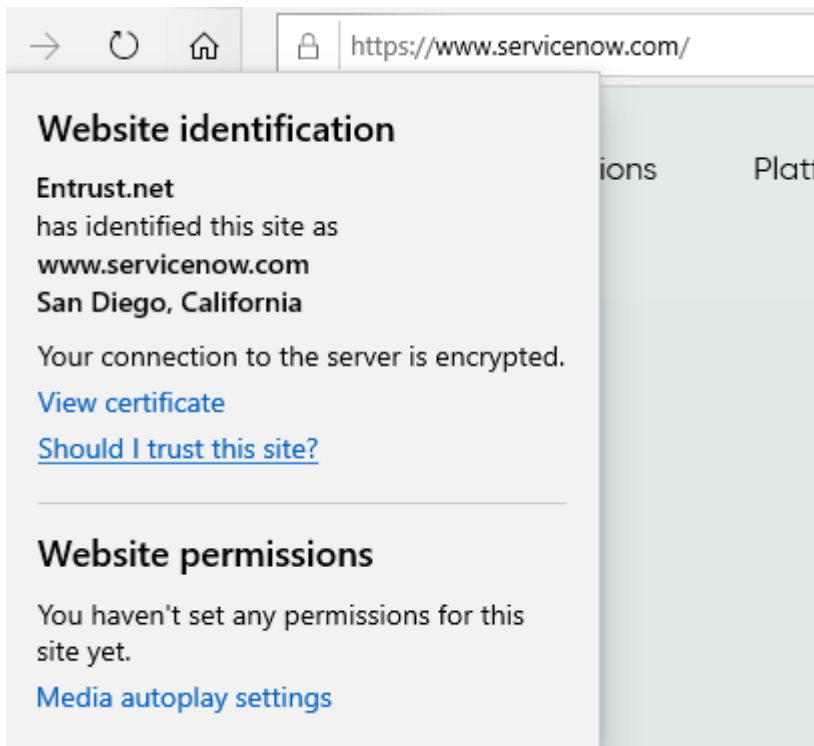 https://www.servicenow.com/
Website identification
Entrust.net
has identified this site as
www.servicenow.com
San Diego, California
Your connection to the server is encrypted.
View certificate
Should I trust this site?
Website permissions
You haven't set any permissions for this
site yet.
Media autoplay settings
ions Plat